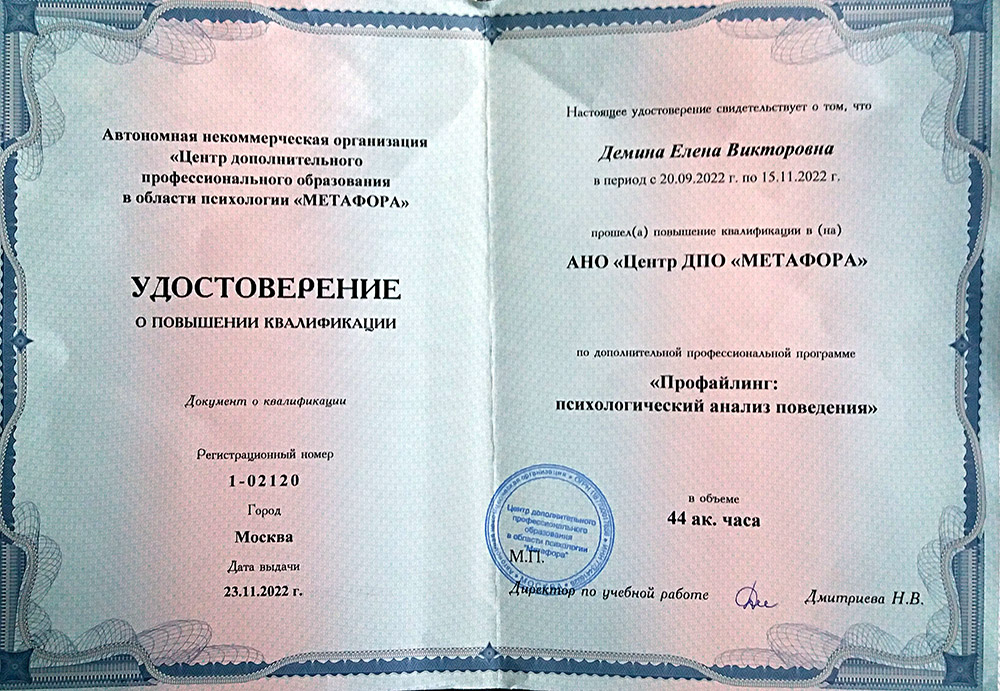 Автономная некоммерческая организация
«Центр дополнительного
профессионального образования
в области психологии «МЕТАФОРА»
УДОСТОВЕРЕНИЕ
О ПОВЫШЕНИИ КВАЛИФИКАЦИИ
Документ о квалификации
Регистрационный номер
1-02120
Город
Москва
Дата выдачи
23.11.2022 г.
Настоящее удостоверение свидетельствует о том, что
Демина Елена Викторовна
в период с 20.09.2022 г. по 15.11.2022 г.
прошел(а) повышение квалификации в (на)
АНО «Центр ДПО «МЕТАФОРА»
по дополнительной профессиональной программе
«Профайлинг:
психологический анализ поведения»
в объеме
44 ак. часа
Центр дополнительного
профессионального
образования
в области психологии
"Метафора"
МОСКВА
М.П.
Директор по учебной работе Дмитриева Н.В.